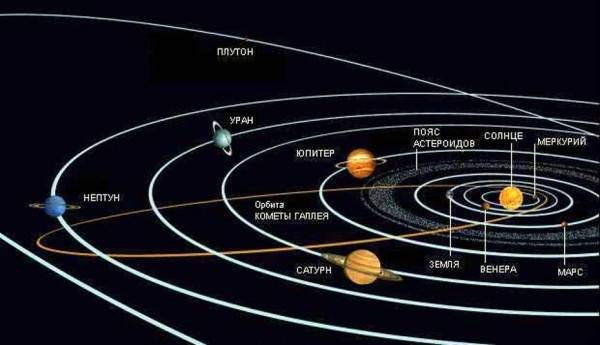 ПЛУТОН
УРАН
ЮПИТЕР
ПОЯС
АСТЕРОИДОВ
СОЛНЦЕ
МЕРКУРИЙ
НЕПТУН
Орбита
КОМЕТЫ ГАЛЛЕЯ
САТУРН
ЗЕМЛЯ
ВЕНЕРА
МАРС